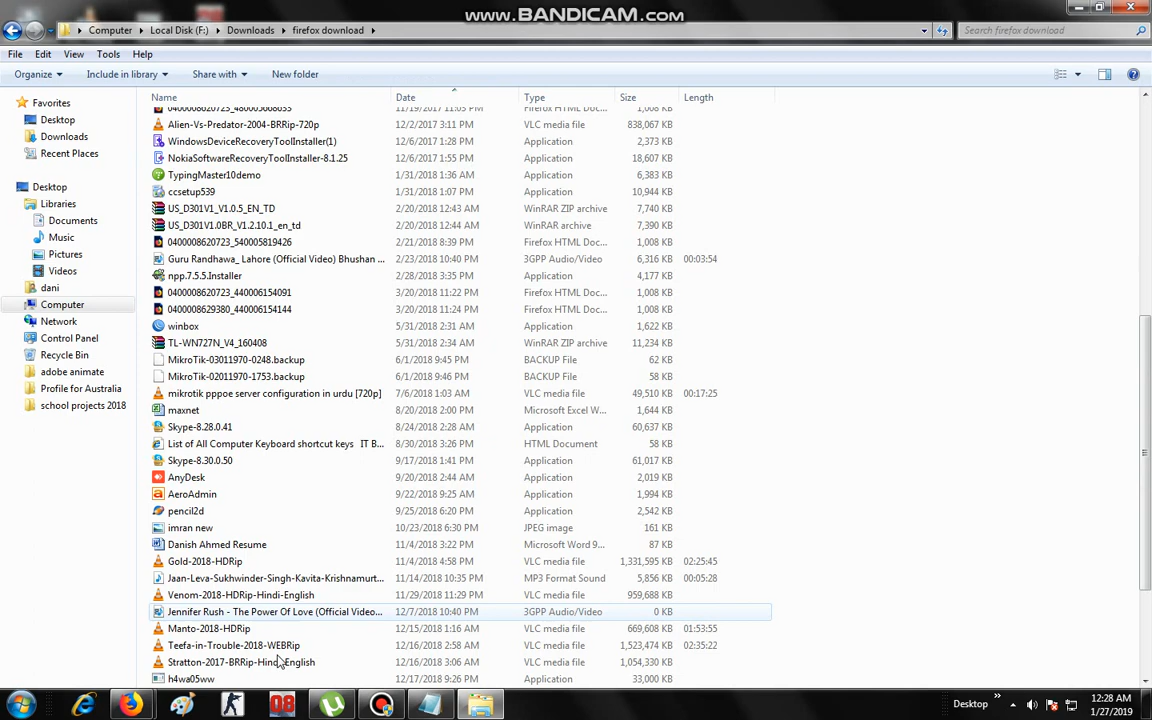 www.BANDICAM.com
Computer Local Disk (F:) Downloads firefox download Search firefox download
File Edit View Tools Help
Organize Include in library Share with New folder
Favorites
Desktop
Downloads
Recent Places
Desktop
Libraries
Documents
Music
Pictures
Videos
dani
Computer
Network
Control Panel
Recycle Bin
adobe animate
Profile for Australia
school projects 2018
Name Date Type Size Length
0400008620723_480005668033 11/19/2017 11:03 PM Firefox HTML Doc... 1,008 KB
Alien-Vs-Predator-2004-BRRip-720p 12/2/2017 3:11 PM VLC media file 838,067 KB
WindowsDeviceRecoveryToolInstaller(1) 12/6/2017 1:28 PM Application 2,373 KB
NokiaSoftwareRecoveryToolInstaller-8.1.25 12/6/2017 1:55 PM Application 18,607 KB
TypingMaster10demo 1/31/2018 1:36 AM Application 6,383 KB
ccsetup539 1/31/2018 1:07 PM Application 10,944 KB
US_D301V1_V1.0.5_EN_TD 2/20/2018 12:43 AM WinRAR ZIP archive 7,740 KB
US_D301V1.0BR_V1.2.10.1_en_td 2/20/2018 12:44 AM WinRAR archive 7,390 KB
0400008620723_540005819426 2/21/2018 8:39 PM Firefox HTML Doc... 1,008 KB
Guru Randhawa_ Lahore (Official Video) Bhushan ... 2/23/2018 10:40 PM 3GPP Audio/Video 6,316 KB 00:03:54
npp.7.5.5.Installer 2/28/2018 3:35 PM Application 4,177 KB
0400008620723_440006154091 3/20/2018 11:22 PM Firefox HTML Doc... 1,008 KB
0400008629380_440006154144 3/20/2018 11:24 PM Firefox HTML Doc... 1,008 KB
winbox 5/31/2018 2:31 AM Application 1,622 KB
TL-WN727N_V4_160408 5/31/2018 2:34 AM WinRAR archive 11,234 KB
MikroTik-03011970-0248.backup 6/1/2018 9:45 PM BACKUP File 62 KB
MikroTik-02011970-1753.backup 6/1/2018 9:46 PM BACKUP File 58 KB
mikrotik pppoe server configuration in urdu [720p] 7/6/2018 1:03 AM VLC media file 49,510 KB 00:17:25
maxnet 8/20/2018 2:00 PM Microsoft Excel W... 1,644 KB
Skype-8.28.0.41 8/24/2018 2:28 AM Application 60,637 KB
List of All Computer Keyboard shortcut keys IT B... 8/30/2018 3:26 PM HTML Document 58 KB
Skype-8.30.0.50 9/17/2018 1:41 PM Application 61,017 KB
AnyDesk 9/20/2018 2:44 AM Application 2,019 KB
AeroAdmin 9/22/2018 9:25 AM Application 1,994 KB
pencil2d 9/25/2018 6:20 PM Application 2,542 KB
imran new 10/23/2018 6:30 PM JPEG image 161 KB
Danish Ahmed Resume 11/4/2018 3:22 PM Microsoft Word 9... 87 KB
Gold-2018-HDRip 11/4/2018 4:58 PM VLC media file 1,331,595 KB 02:25:45
Jaan-Leva-Sukhwinder-Singh-Kavita-Krishnamurt... 11/14/2018 10:35 PM MP3 Format Sound 5,856 KB 00:05:28
Venom-2018-HDRip-Hindi-English 11/29/2018 11:29 PM VLC media file 959,688 KB
Jennifer Rush - The Power Of Love (Official Video... 12/7/2018 10:40 PM 3GPP Audio/Video 0 KB
Manto-2018-HDRip 12/15/2018 1:16 AM VLC media file 669,608 KB 01:53:55
Teefa-in-Trouble-2018-WEBRip 12/16/2018 2:58 AM VLC media file 1,523,474 KB 02:35:22
Stratton-2017-BRRip-Hindi-English 12/16/2018 3:06 AM VLC media file 1,054,330 KB
h4wa05ww 12/17/2018 9:26 PM Application 33,000 KB
08 Desktop 12:28 AM
1/27/2019